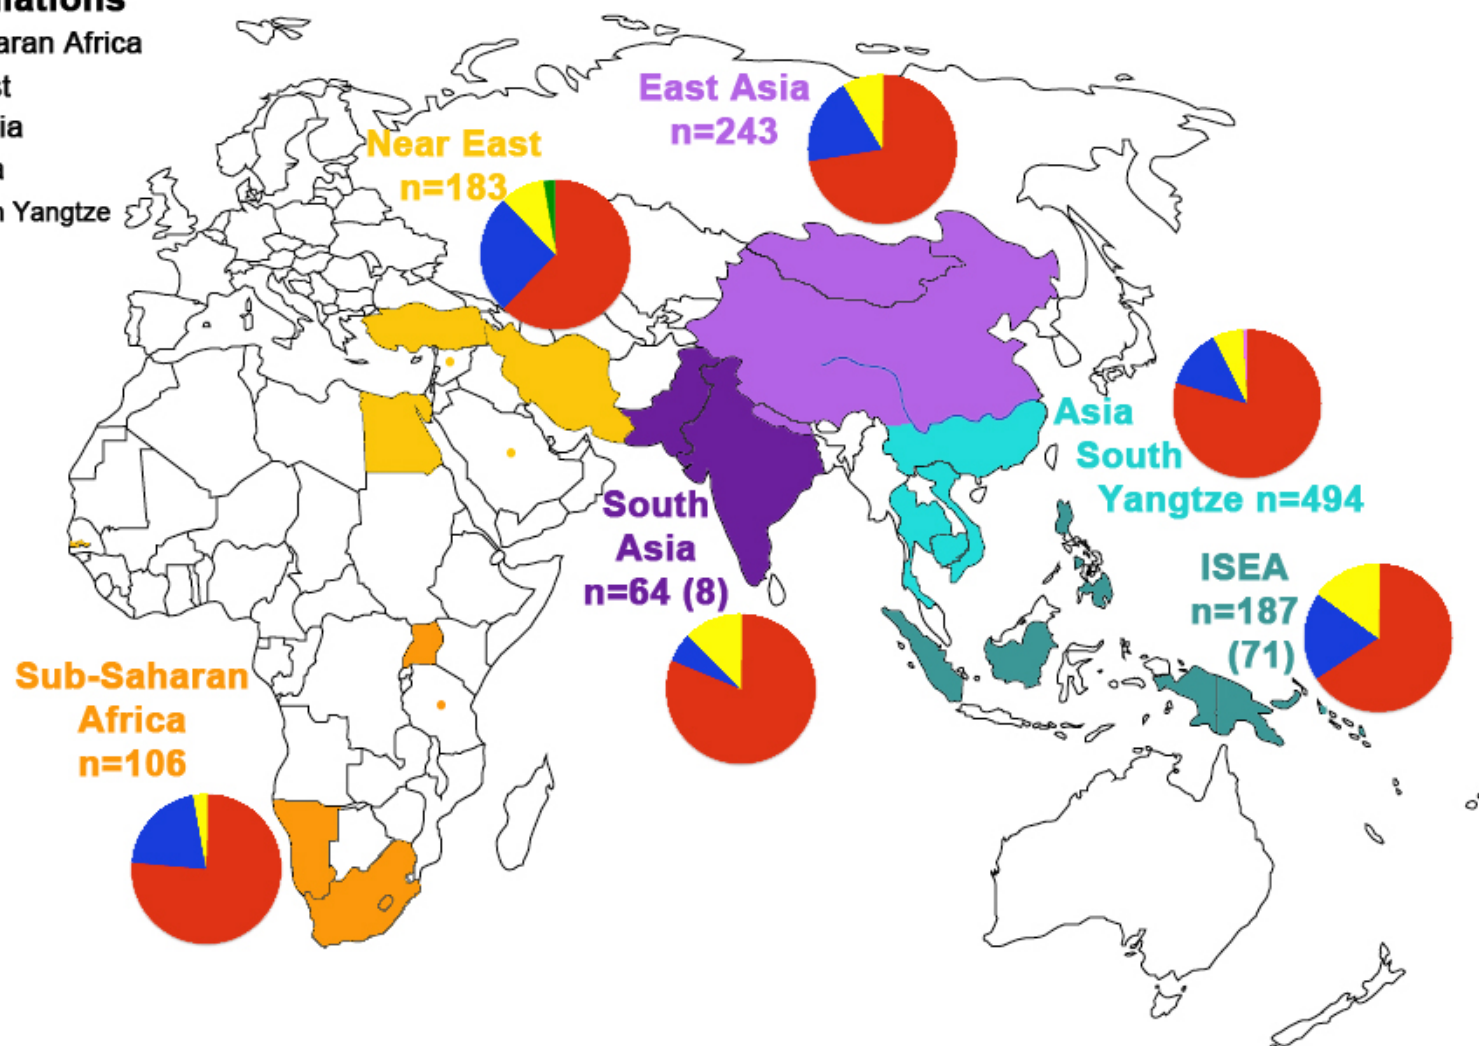 aran Africa
n Yangtze
East Asia
n=243
Near East
n=183
Asia
South
Yangtze n=494
South
Asia
n=64 (8)
ISEA
n=187
(71)
Sub-Saharan
Africa
n=106